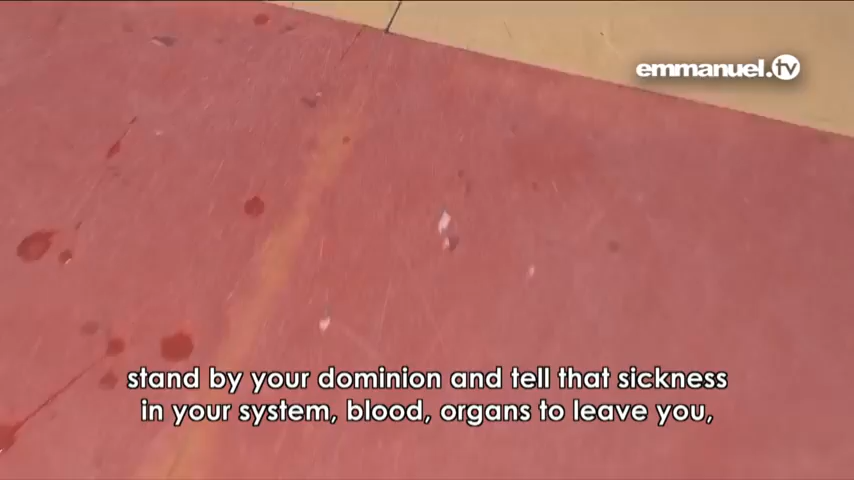 emmanuel.tv
stand by your dominion and tell that sickness
in your system, blood, organs to leave you,